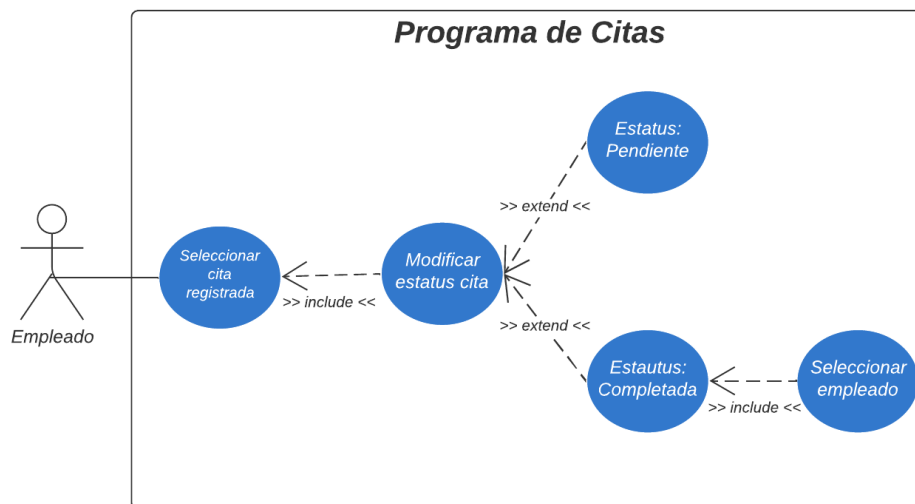 Programa de Citas
Estatus:
Pendiente
>> extend <<
Seleccionar
cita
registrada
>> include <<
Modificar
estatus cita
Empleado
>> extend <<
Estautus:
Completada
>> include <<
Seleccionar
empleado